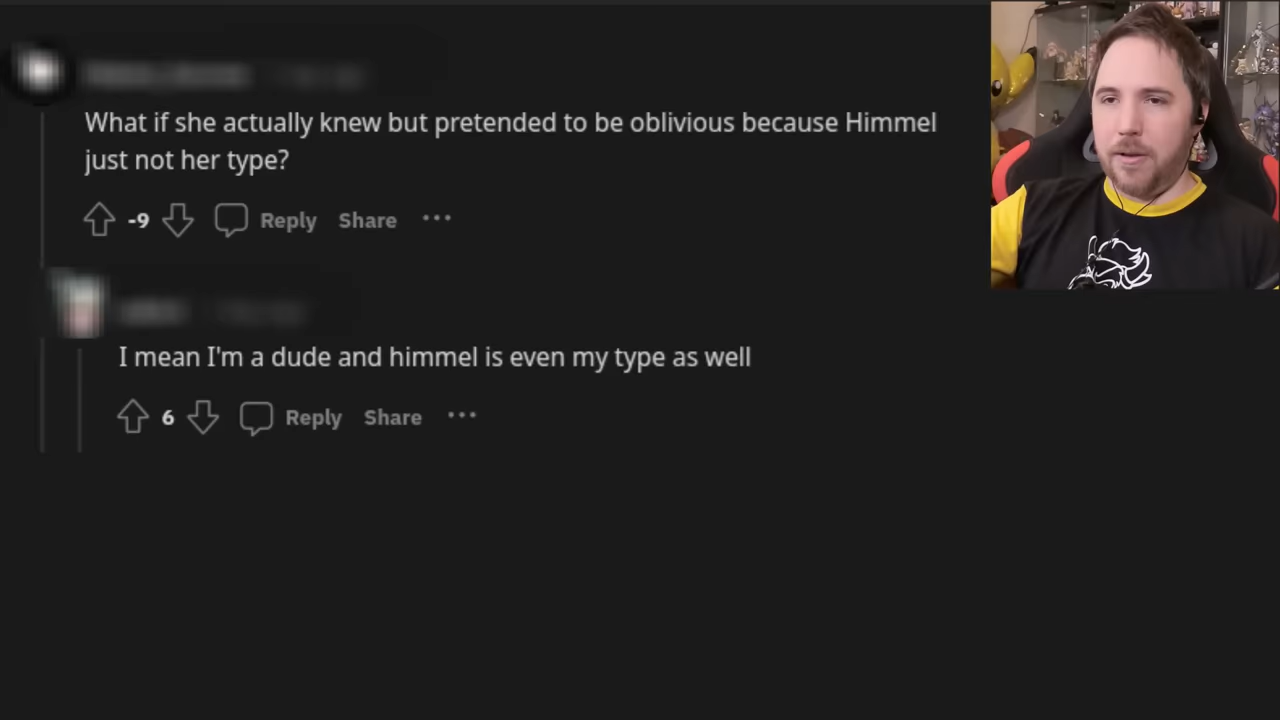 What if she actually knew but pretended to be oblivious because Himmel
just not her type?
-9 Reply Share
I mean I'm a dude and himmel is even my type as well
6 Reply Share